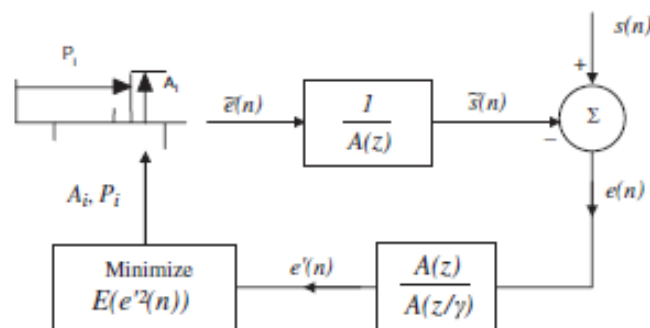 s(n)
P_i
A_i
+
ẽ(n)
1
A(z)
s̃(n)
−
Σ
A_i, P_i
e(n)
Minimize
E(e'²(n))
e'(n)
A(z)
A(z/γ)